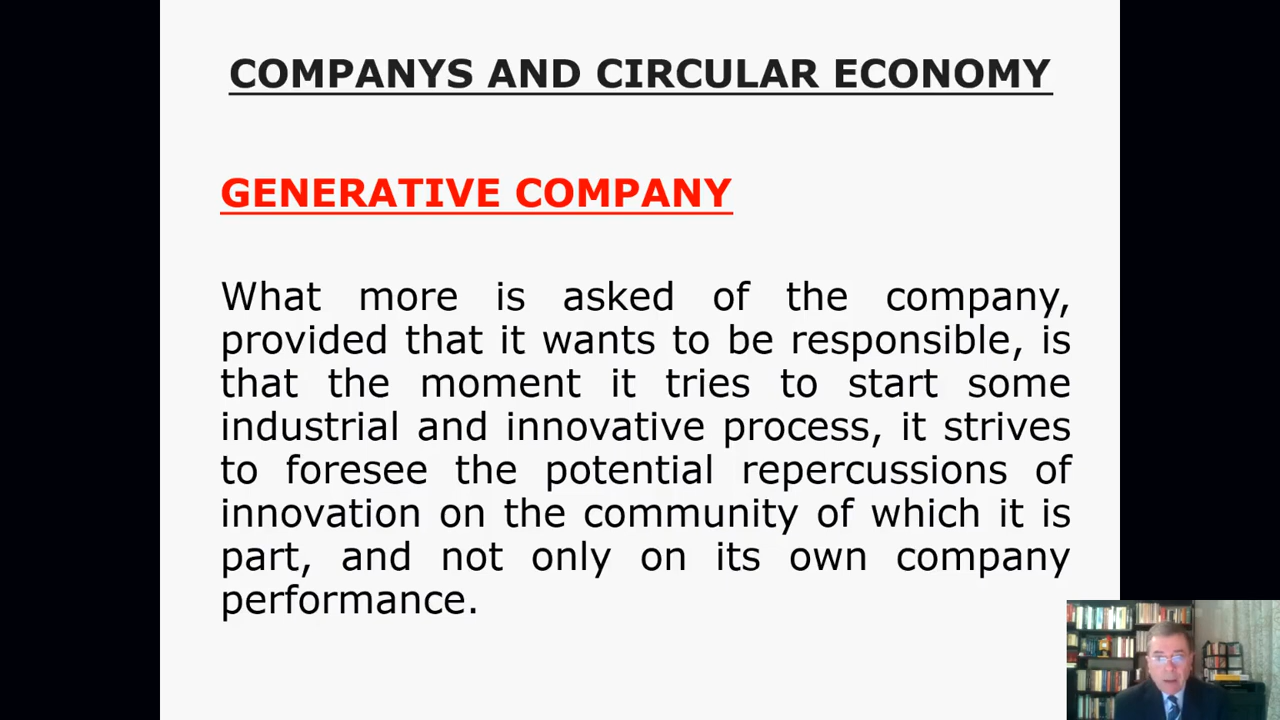 COMPANYS AND CIRCULAR ECONOMY
GENERATIVE COMPANY
What more is asked of the company,
provided that it wants to be responsible, is
that the moment it tries to start some
industrial and innovative process, it strives
to foresee the potential repercussions of
innovation on the community of which it is
part, and not only on its own company
performance.